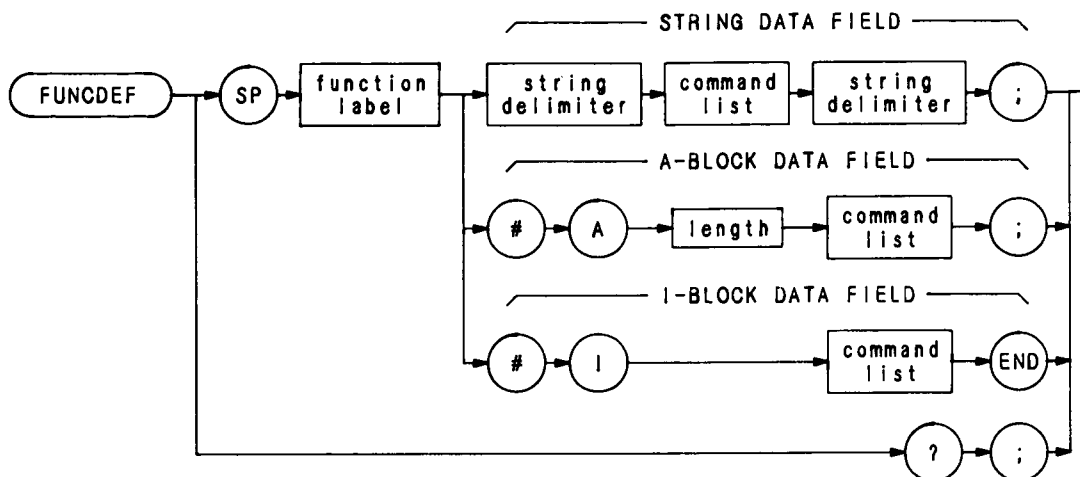 STRING DATA FIELD
FUNCDEF SP function label string delimiter command list string delimiter ;
A-BLOCK DATA FIELD
# A length command list ;
I-BLOCK DATA FIELD
# I command list END
? ;